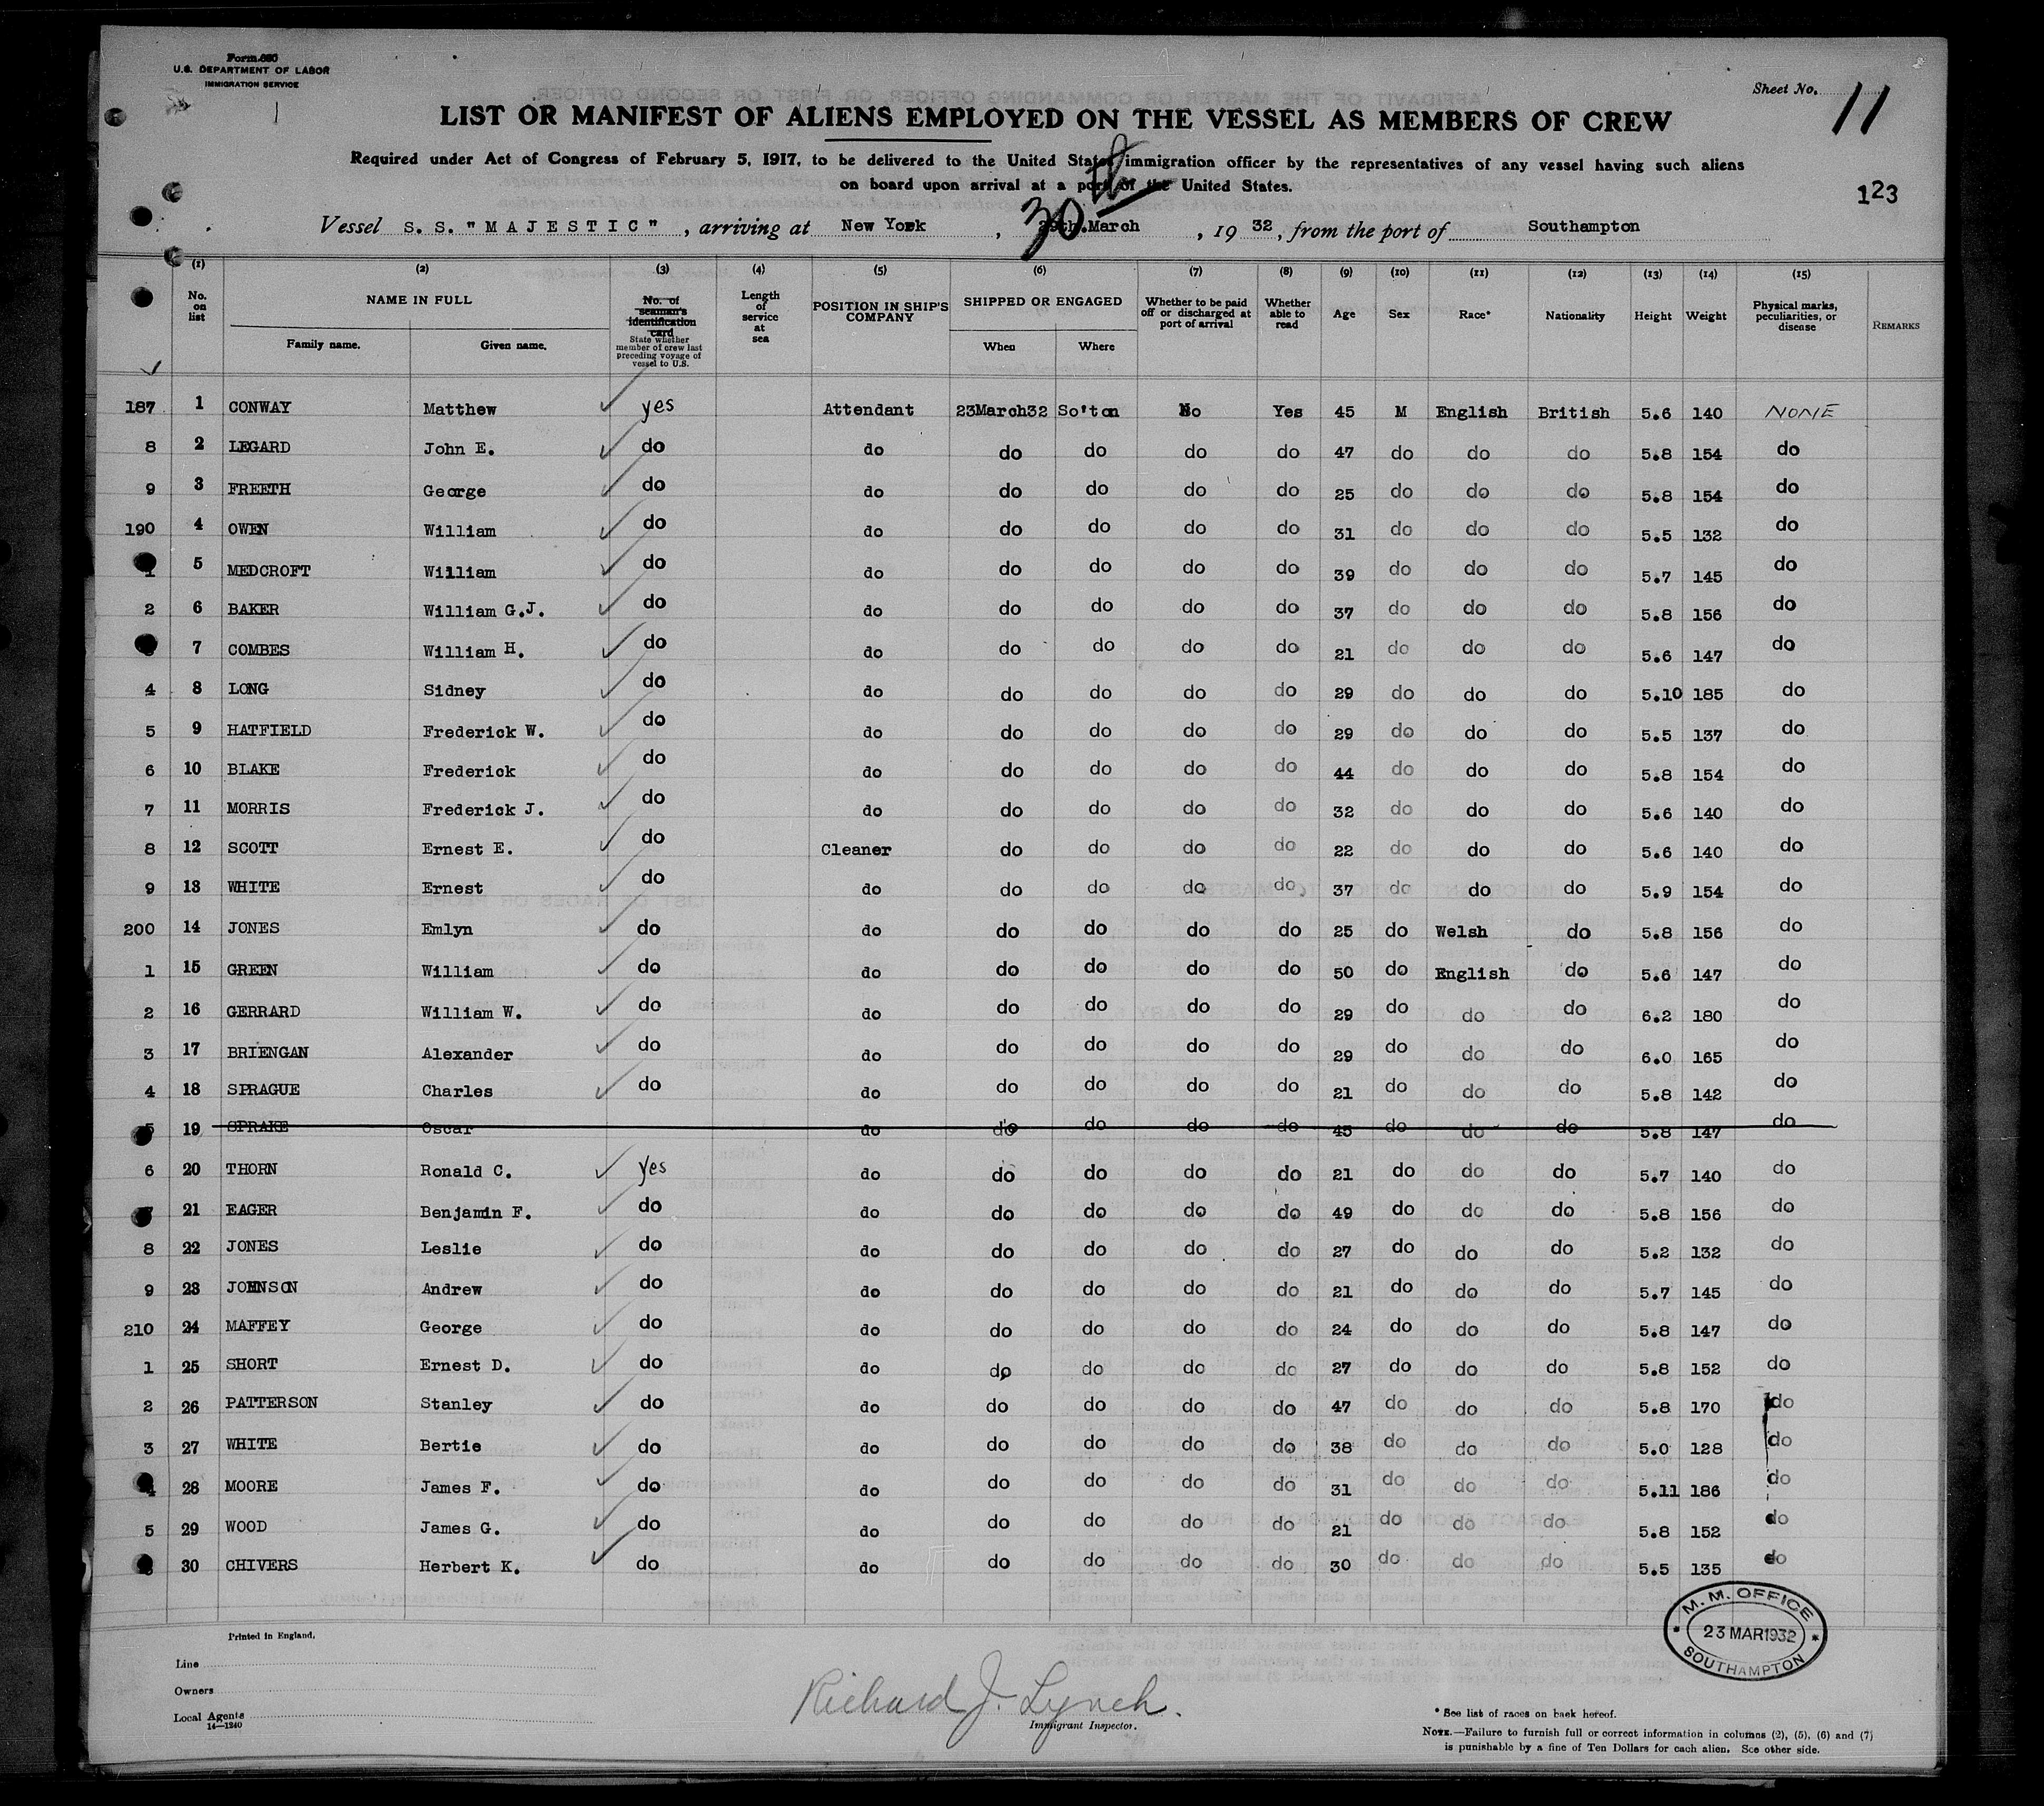 Form 680
U.S. DEPARTMENT OF LABOR
IMMIGRATION SERVICE
Sheet No. 11
LIST OR MANIFEST OF ALIENS EMPLOYED ON THE VESSEL AS MEMBERS OF CREW
Required under Act of Congress of February 5, 1917, to be delivered to the United States immigration officer by the representatives of any vessel having such aliens
on board upon arrival at a port of the United States.
123
Vessel S. S. "MAJESTIC", arriving at New York, 30th 29th.March, 1932, from the port of Southampton
(1) (2) (3) (4) (5) (6) (7) (8) (9) (10) (11) (12) (13) (14) (15)
No. on list NAME IN FULL Family name. Given name. No. of seaman's identification card State whether member of crew last preceding voyage of vessel to U.S. Length of service at sea POSITION IN SHIP'S COMPANY SHIPPED OR ENGAGED When Where Whether to be paid off or discharged at port of arrival Whether able to read Age Sex Race* Nationality Height Weight Physical marks, peculiarities, or disease REMARKS
187 1 CONWAY Matthew yes Attendant 23March32 So'ton No Yes 45 M English British 5.6 140 NONE
8 2 LEGARD John E. do do do do do do 47 do do do 5.8 154 do
9 3 FREETH George do do do do do do 25 do do do 5.8 154 do
190 4 OWEN William do do do do do do 31 do do do 5.5 132 do
1 5 MEDCROFT William do do do do do do 39 do do do 5.7 145 do
2 6 BAKER William G.J. do do do do do do 37 do do do 5.8 156 do
7 COMBES William H. do do do do do do 21 do do do 5.6 147 do
4 8 LONG Sidney do do do do do do 29 do do do 5.10 185 do
5 9 HATFIELD Frederick W. do do do do do do 29 do do do 5.5 137 do
6 10 BLAKE Frederick do do do do do do 44 do do do 5.8 154 do
7 11 MORRIS Frederick J. do do do do do do 32 do do do 5.6 140 do
8 12 SCOTT Ernest E. do Cleaner do do do do 22 do do do 5.6 140 do
9 13 WHITE Ernest do do do do do do 37 do do do 5.9 154 do
200 14 JONES Emlyn do do do do do do 25 do Welsh do 5.8 156 do
1 15 GREEN William do do do do do do 50 do English do 5.6 147 do
2 16 GERRARD William W. do do do do do do 29 do do do 6.2 180 do
3 17 BRIENGAN Alexander do do do do do do 29 do do do 6.0 165 do
4 18 SPRAGUE Charles do do do do do do 21 do do do 5.8 142 do
5 19 SPRAKE Oscar do do do do do 45 do do do 5.8 147 do
6 20 THORN Ronald C. yes do do do do do 21 do do do 5.7 140 do
7 21 EAGER Benjamin F. do do do do do do 49 do do do 5.8 156 do
8 22 JONES Leslie do do do do do do 27 do do do 5.2 132 do
9 23 JOHNSON Andrew do do do do do do 21 do do do 5.7 145 do
210 24 MAFFEY George do do do do do do 24 do do do 5.8 147 do
1 25 SHORT Ernest D. do do do do do do 27 do do do 5.8 152 do
2 26 PATTERSON Stanley do do do do do do 47 do do do 5.8 170 do
3 27 WHITE Bertie do do do do do do 38 do do do 5.0 128 do
4 28 MOORE James F. do do do do do do 31 do do do 5.11 186 do
5 29 WOOD James G. do do do do do do 21 do do do 5.8 152 do
30 CHIVERS Herbert K. do do do do do do 30 do do do 5.5 135 do
M. M. OFFICE
23 MAR 1932
SOUTHAMPTON
Printed in England.
Line
Owners
Local Agents
14—1240
Richard J. Lynch.
Immigrant Inspector.
* See list of races on back hereof.
NOTE.—Failure to furnish full or correct information in columns (2), (5), (6) and (7)
is punishable by a fine of Ten Dollars for each alien. See other side.